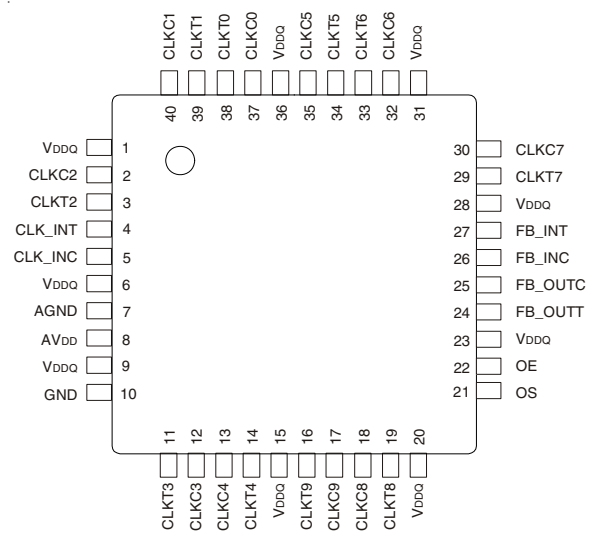 CLKC1
CLKT1
CLKT0
CLKC0
VDDQ
CLKC5
CLKT5
CLKT6
CLKC6
VDDQ
40
39
38
37
36
35
34
33
32
31
VDDQ 1
CLKC2 2
CLKT2 3
CLK_INT 4
CLK_INC 5
VDDQ 6
AGND 7
AVDD 8
VDDQ 9
GND 10
30 CLKC7
29 CLKT7
28 VDDQ
27 FB_INT
26 FB_INC
25 FB_OUTC
24 FB_OUTT
23 VDDQ
22 OE
21 OS
11
12
13
14
15
16
17
18
19
20
CLKT3
CLKC3
CLKC4
CLKT4
VDDQ
CLKT9
CLKC9
CLKC8
CLKT8
VDDQ